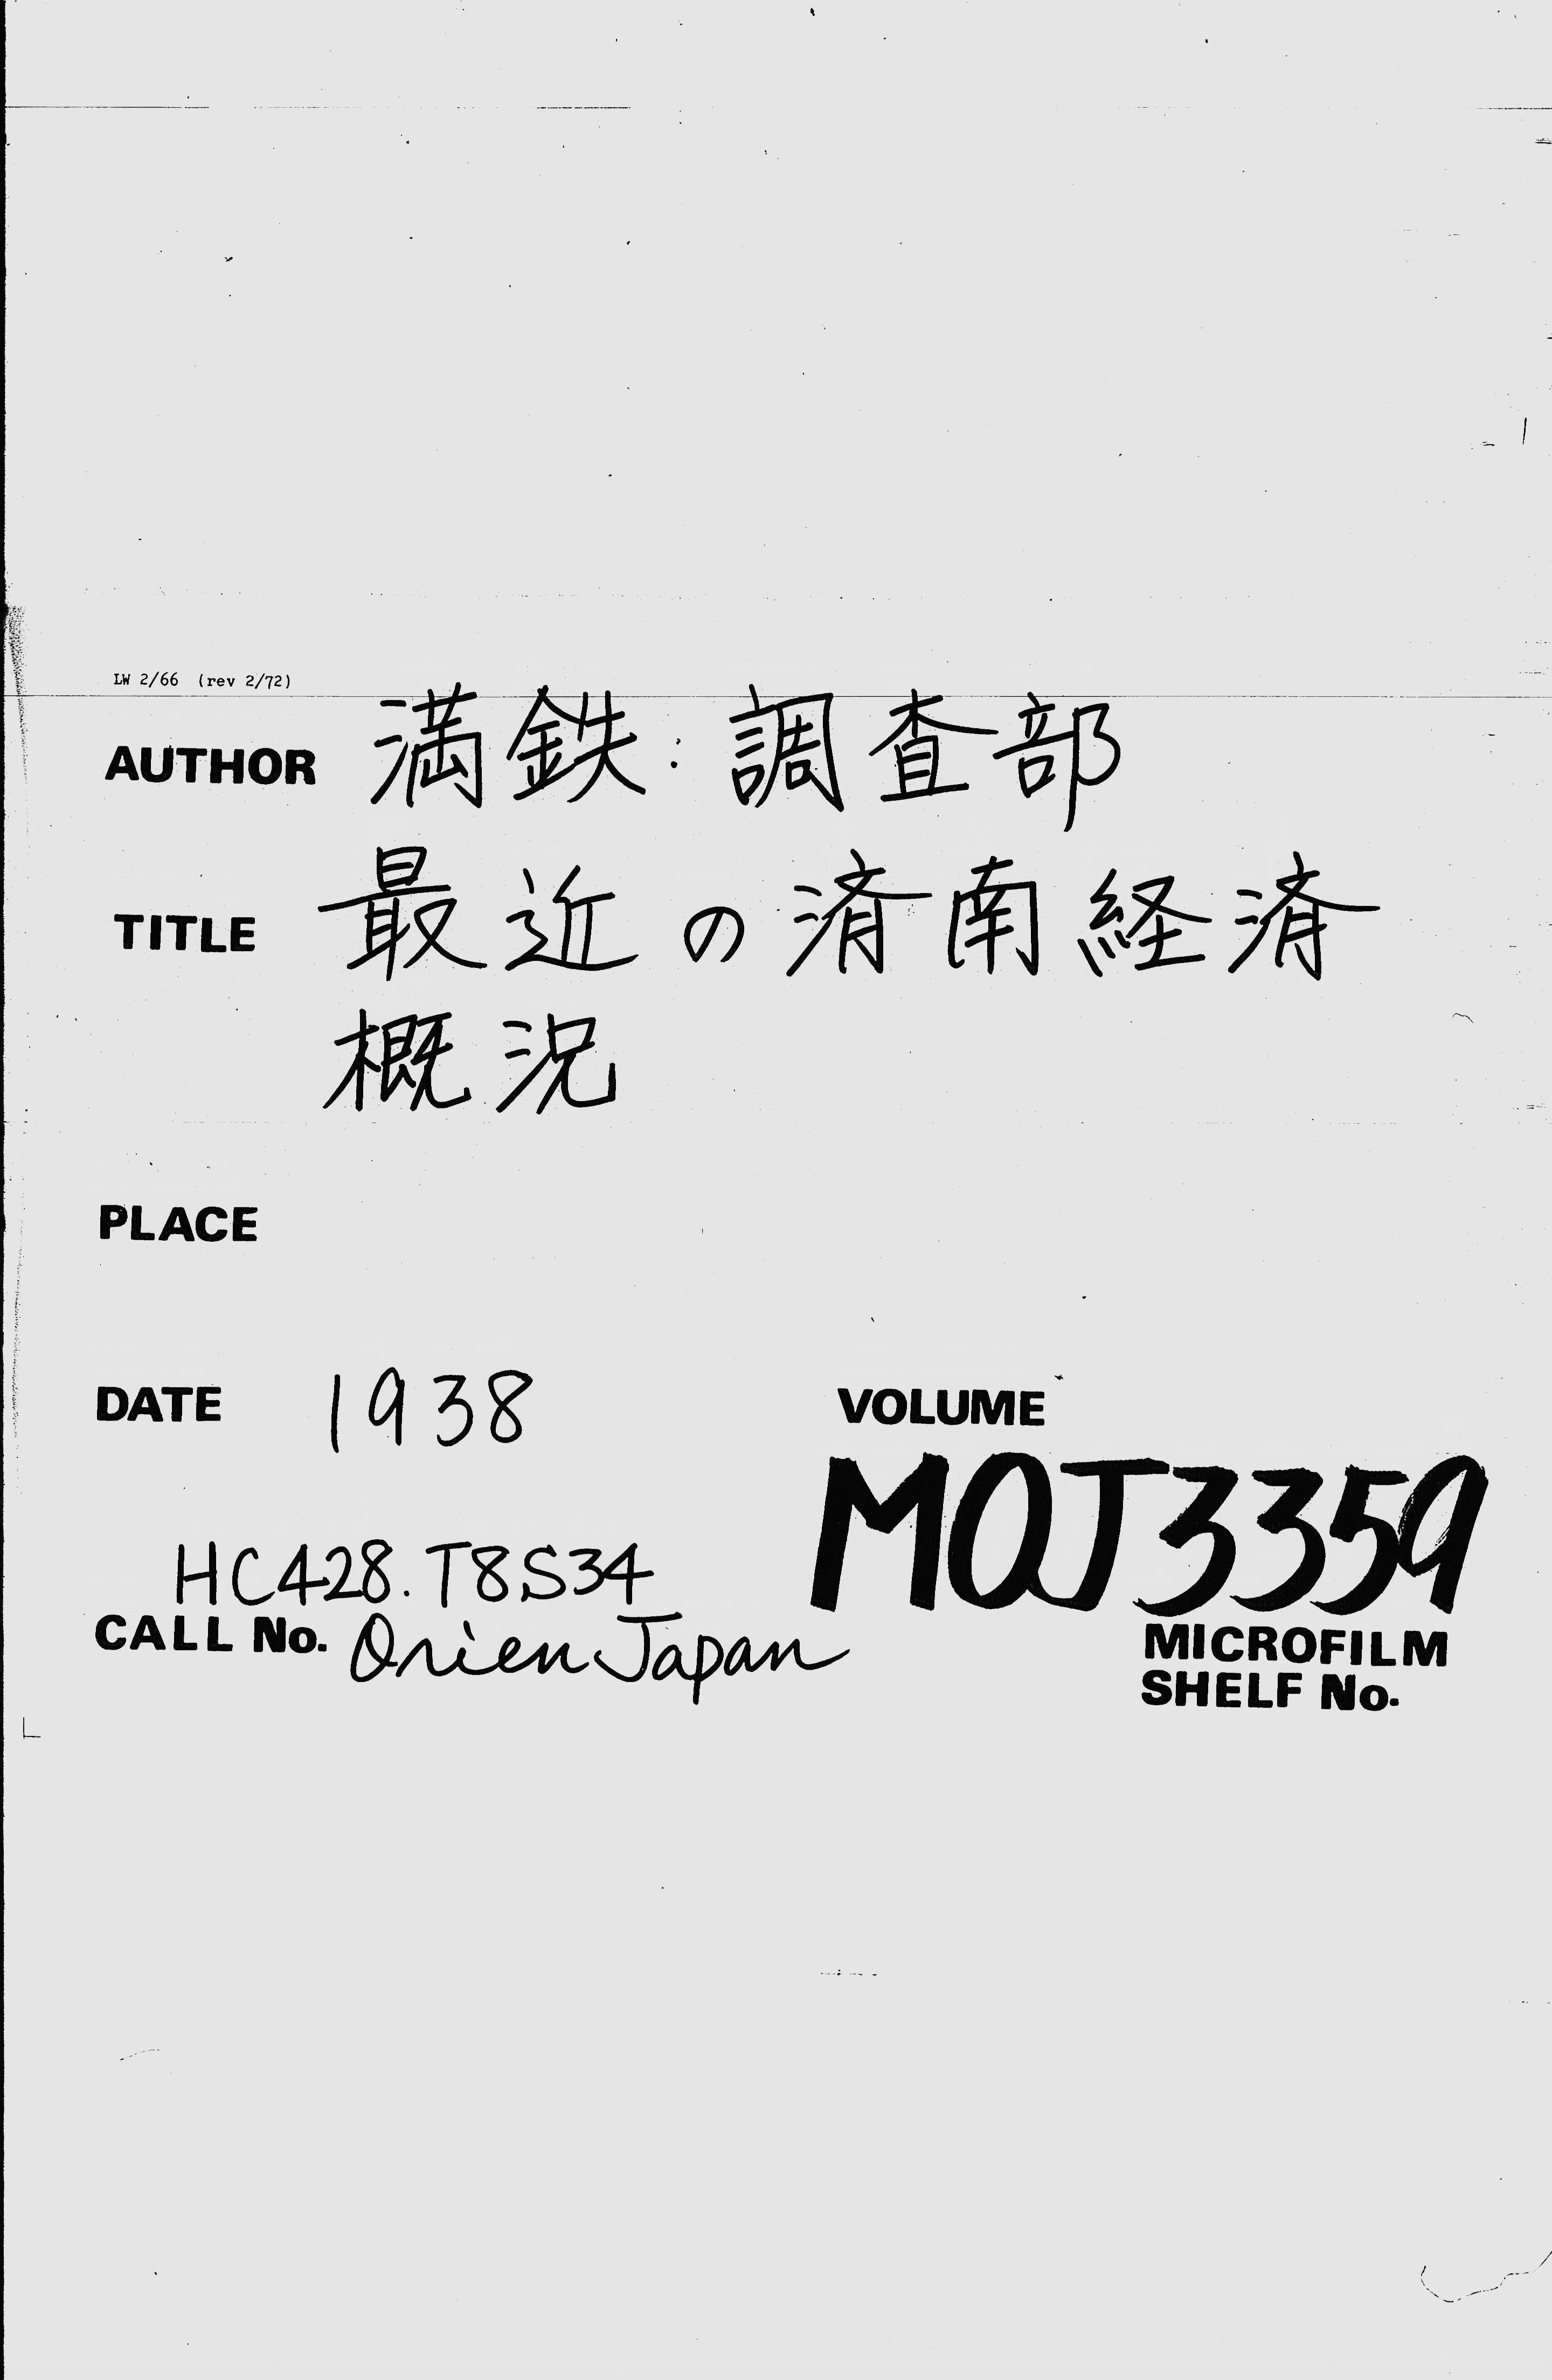 LW 2/66 (rev 2/72)
AUTHOR 満鉄:調査部
TITLE 最近の済南経済
概況
PLACE
DATE 1938
VOLUME
MOJ3359
HC428.T8S34
CALL No. Orien Japan
MICROFILM
SHELF No.